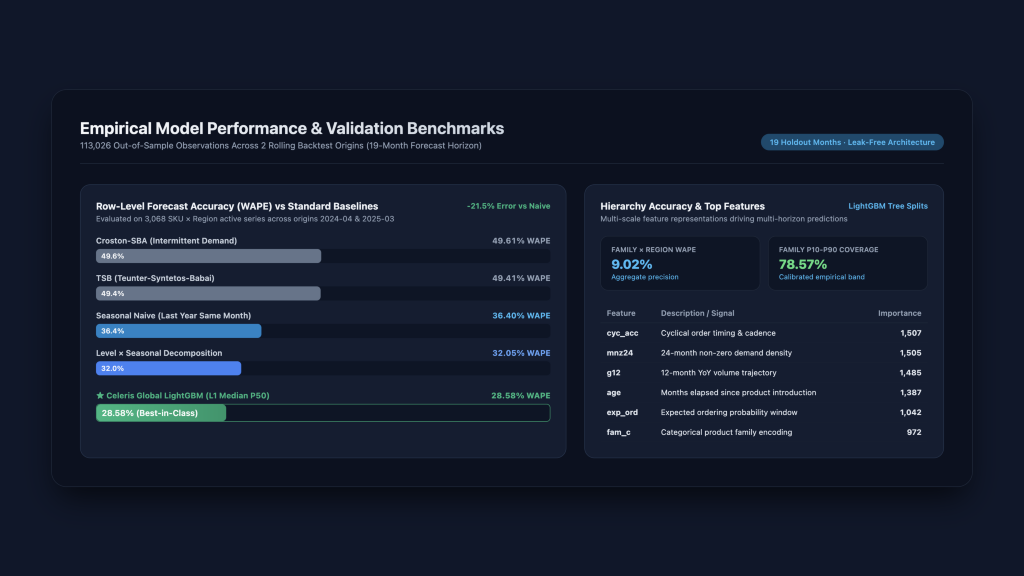 Empirical Model Performance & Validation Benchmarks
113,026 Out-of-Sample Observations Across 2 Rolling Backtest Origins (19-Month Forecast Horizon)
19 Holdout Months · Leak-Free Architecture
Row-Level Forecast Accuracy (WAPE) vs Standard Baselines
-21.5% Error vs Naive
Evaluated on 3,068 SKU × Region active series across origins 2024-04 & 2025-03
Croston-SBA (Intermittent Demand)
49.61% WAPE
49.6%
TSB (Teunter-Syntetos-Babai)
49.41% WAPE
49.4%
Seasonal Naive (Last Year Same Month)
36.40% WAPE
36.4%
Level × Seasonal Decomposition
32.05% WAPE
32.0%
★ Celeris Global LightGBM (L1 Median P50)
28.58% WAPE
28.58% (Best-in-Class)
Hierarchy Accuracy & Top Features
LightGBM Tree Splits
Multi-scale feature representations driving multi-horizon predictions
FAMILY × REGION WAPE
9.02%
Aggregate precision
FAMILY P10-P90 COVERAGE
78.57%
Calibrated empirical band
Feature Description / Signal Importance
cyc_acc Cyclical order timing & cadence 1,507
mnz24 24-month non-zero demand density 1,505
g12 12-month YoY volume trajectory 1,485
age Months elapsed since product introduction 1,387
exp_ord Expected ordering probability window 1,042
fam_c Categorical product family encoding 972